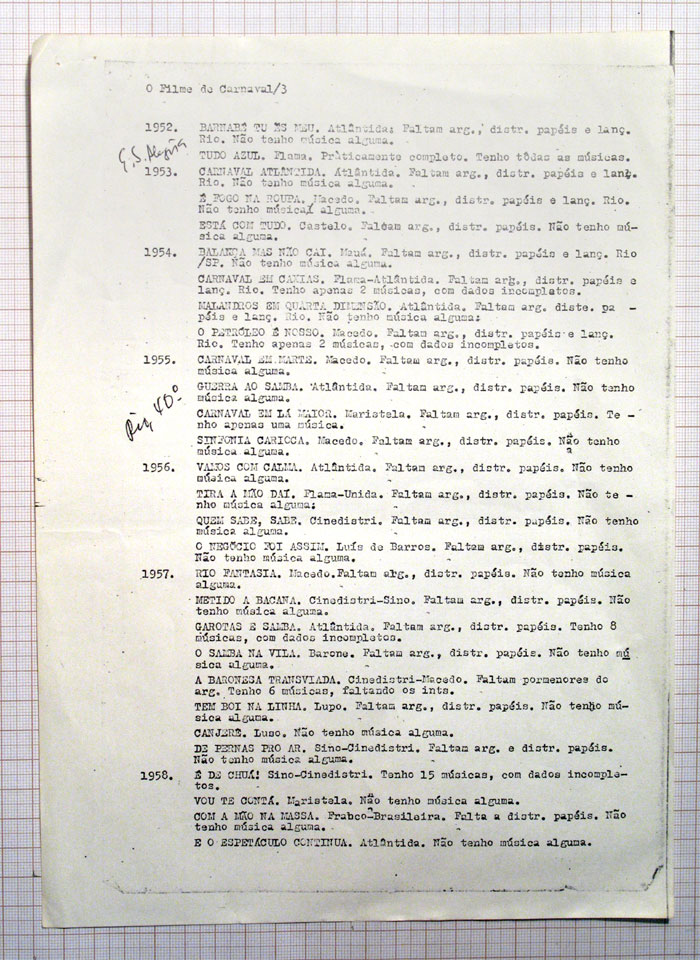 O Filme de Carnaval/3
1952. BARNABÉ TU ÉS MEU. Atlântida: Faltam arg., distr. papéis e lanç.
Rio. Não tenho música alguma.
TUDO AZUL. Flama. Pràticamente completo. Tenho tôdas as músicas.
1953. CARNAVAL ATLÂNTIDA. Atlântida. Faltam arg., distr. papéis e lanç.
Rio. Não tenho música alguma.
É FOGO NA ROUPA. Macedo. Faltam arg., distr. papéis e lanç. Rio.
Não tenho música alguma.
ESTÁ COM TUDO. Castelo. Faltam arg., distr. papéis. Não tenho mú-
sica alguma.
1954. BALANÇA MAS NÃO CAI. Mauá. Faltam arg., distr. papéis e lanç. Rio
/SP. Não tenho música alguma.
CARNAVAL EM CAXIAS. Flama-Atlântida. Faltam arg., distr. papéis e
lanç. Rio. Tenho apenas 2 músicas, com dados incompletos.
MALANDROS EM QUARTA DIMENSÃO. Atlântida. Faltam arg. diste. pa -
péis e lanç. Rio. Não tenho música alguma;
O PETRÓLEO É NOSSO. Macedo. Faltam arg., distr. papéis e lanç.
Rio. Tenho apenas 2 músicas, com dados incompletos.
1955. CARNAVAL EM MARTE. Macedo. Faltam arg., distr. papéis. Não tenho
música alguma.
GUERRA AO SAMBA. Atlântida. Faltam arg., distr. papéis. Não tenho
música alguma.
Rio, 40º
CARNAVAL EM LÁ MAIOR. Maristela. Faltam arg., distr. papéis. Te -
nho apenas uma música.
SINFONIA CARIOCA. Macedo. Faltam arg., distr. papéis. Não tenho
música alguma.
1956. VAMOS COM CALMA. Atlântida. Faltam arg., distr. papéis. Não tenho
música alguma.
TIRA A MÃO DAÍ. Flama-Unida. Faltam arg., distr. papéis. Não te -
nho música alguma;
QUEM SABE, SABE. Cinedistri. Faltam arg., distr. papéis. Não tenho
música alguma.
O NEGÓCIO FOI ASSIM. Luís de Barros. Faltam arg., distr. papéis.
Não tenho música alguma.
1957. RIO FANTASIA. Macedo.Faltam arg., distr. papéis. Não tenho música
alguma.
METIDO A BACANA. Cinedistri-Sino. Faltam arg., distr. papéis. Não
tenho música alguma.
GAROTAS E SAMBA. Atlântida. Faltam arg., distr. papéis. Tenho 8
músicas, com dados incompletos.
O SAMBA NA VILA. Barone. Faltam arg., distr. papéis. Não tenho mú
sica alguma.
A BARONESA TRANSVIADA. Cinedistri-Macedo. Faltam pormenores do
arg. Tenho 6 músicas, faltando os ints.
TEM BOI NA LINHA. Lupo. Faltam arg., distr. papéis. Não tenho mú-
sica alguma.
CANJERÊ. Luso. Não tenho música alguma.
DE PERNAS PRO AR. Sino-Cinedistri. Faltam arg. e distr. papéis.
Não tenho música alguma.
1958. É DE CHUÁ! Sino-Cinedistri. Tenho 15 músicas, com dados incomple-
tos.
VOU TE CONTÁ. Maristela. Não tenho música alguma.
COM A MÃO NA MASSA. Frabco-Brasileira. Falta a distr. papéis. Não
tenho música alguma.
E O ESPETÁCULO CONTINUA. Atlântida. Não tenho música alguma.